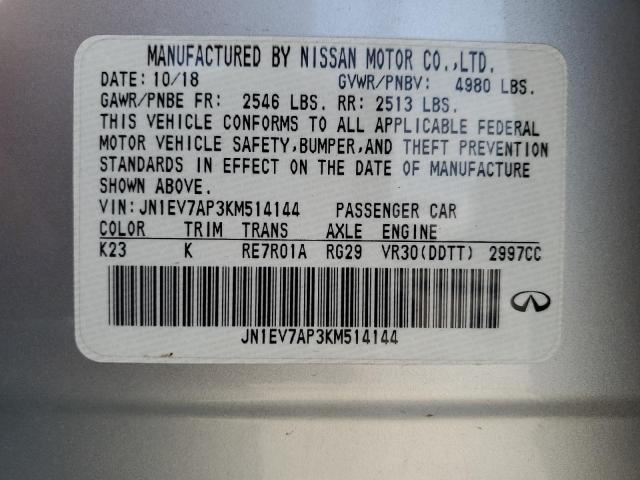 MANUFACTURED BY NISSAN MOTOR CO.,LTD.
DATE: 10/18 GVWR/PNBV: 4980 LBS.
GAWR/PNBE FR: 2546 LBS. RR: 2513 LBS.
THIS VEHICLE CONFORMS TO ALL APPLICABLE FEDERAL
MOTOR VEHICLE SAFETY,BUMPER,AND THEFT PREVENTION
STANDARDS IN EFFECT ON THE DATE OF MANUFACTURE
SHOWN ABOVE.
VIN:JN1EV7AP3KM514144 PASSENGER CAR
COLOR TRIM TRANS AXLE ENGINE
K23 K RE7R01A RG29 VR30(DDTT) 2997CC
JN1EV7AP3KM514144